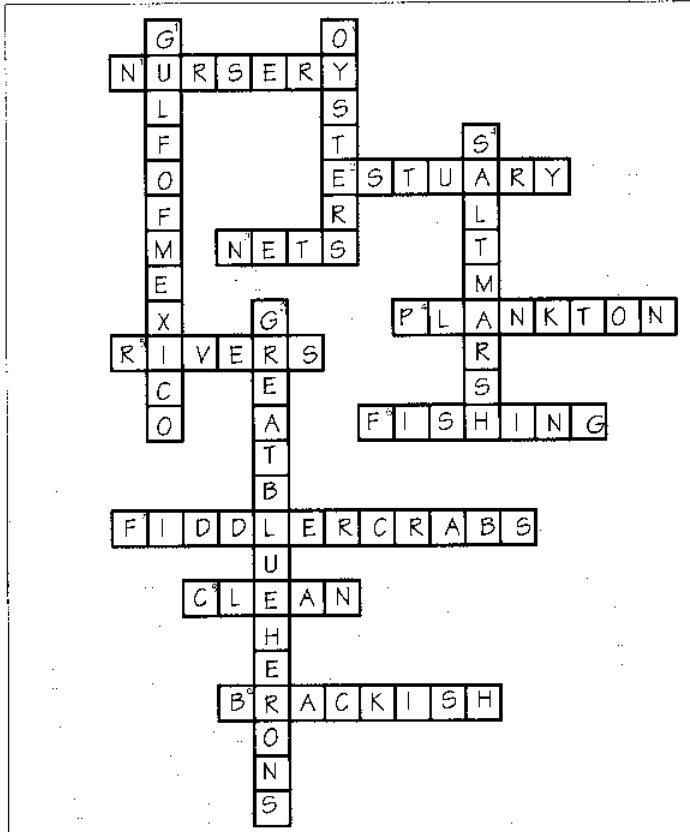 GULFOFMEXICO
OYSTERS
NURSERY
SALTMARSH
ESTUARY
NETS
GREATBLUEHERONS
PLANKTON
RIVERS
FISHING
FIDDLERCRABS
CLEAN
BRACKISH